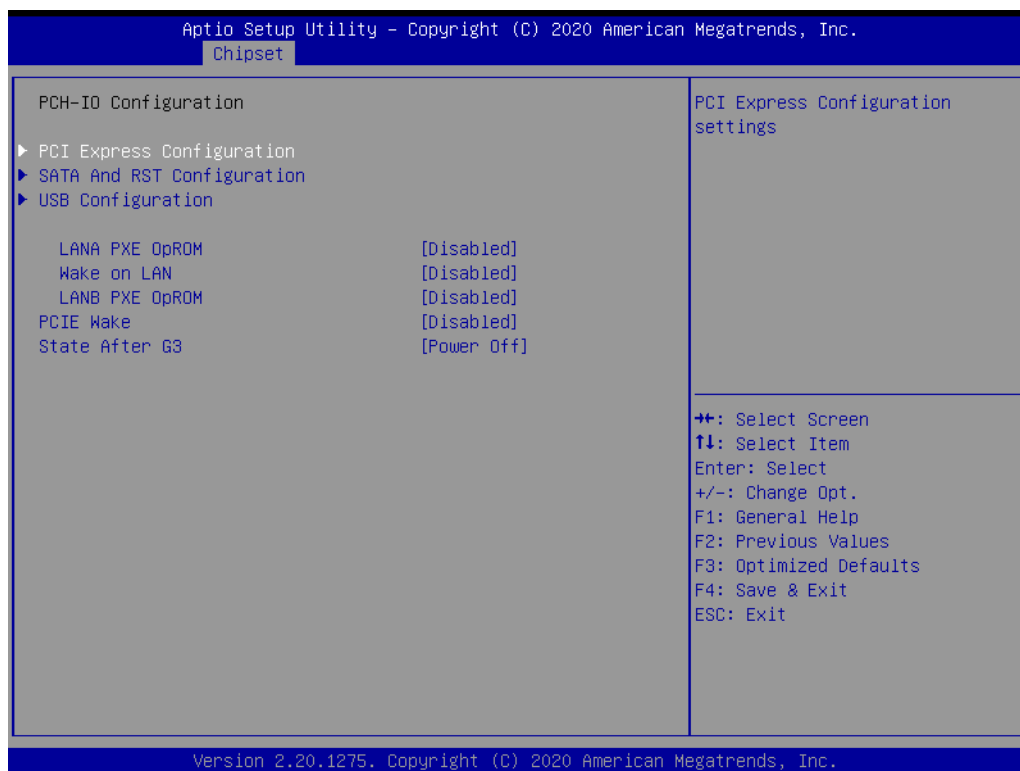 Aptio Setup Utility – Copyright (C) 2020 American Megatrends, Inc.
Chipset
PCH-IO Configuration
PCI Express Configuration
SATA And RST Configuration
USB Configuration
LANA PXE OpROM [Disabled]
Wake on LAN [Disabled]
LANB PXE OpROM [Disabled]
PCIE Wake [Disabled]
State After G3 [Power Off]
PCI Express Configuration
settings
→←: Select Screen
↑↓: Select Item
Enter: Select
+/-: Change Opt.
F1: General Help
F2: Previous Values
F3: Optimized Defaults
F4: Save & Exit
ESC: Exit
Version 2.20.1275. Copyright (C) 2020 American Megatrends, Inc.